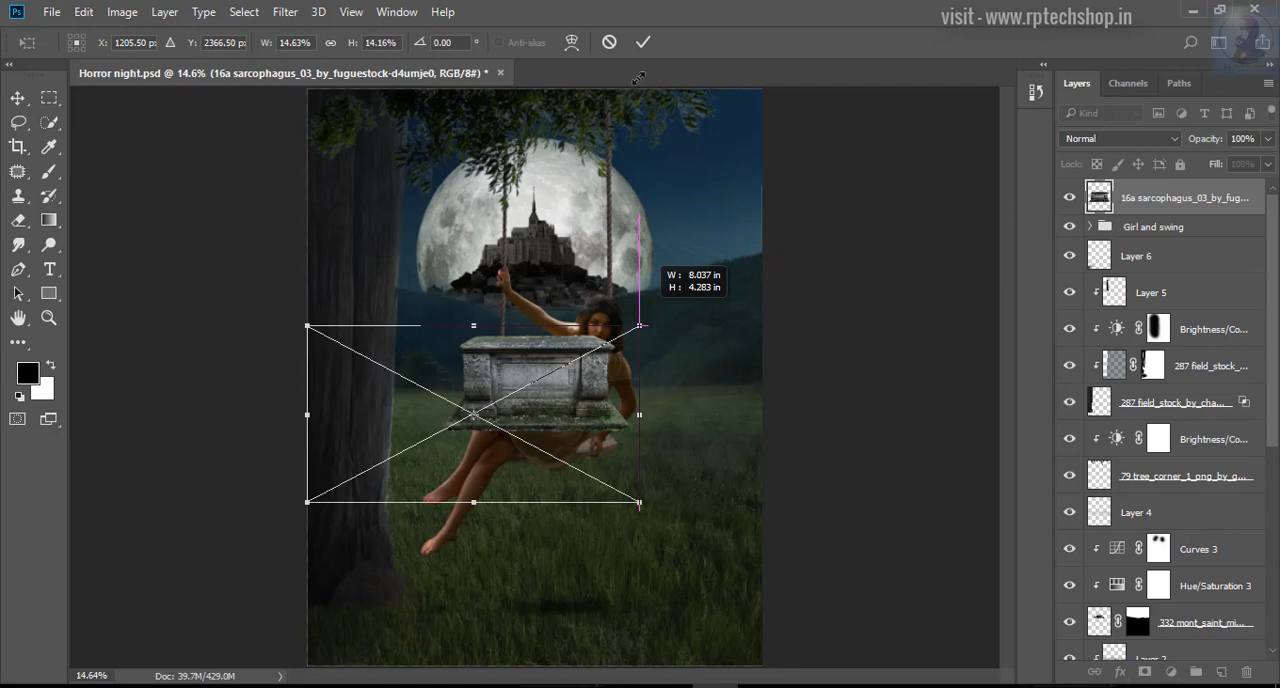 Ps File Edit Image Layer Type Select Filter 3D View Window Help
visit - www.rptechshop.in
X: 1205.50 px Y: 2366.50 px W: 14.63% H: 14.16% 0.00 ° Anti-alias
Horror night.psd @ 14.6% (16a sarcophagus_03_by_fuguestock-d4umje0, RGB/8#) * ×
Layers Channels Paths
Kind
Normal Opacity: 100%
Lock: Fill: 100%
16a sarcophagus_03_by_fug...
Girl and swing
Layer 6
W : 8.037 in
H : 4.283 in
Layer 5
Brightness/Co...
287 field_stock_...
287 field_stock_by_cha...
Brightness/Co...
79 tree_corner_1_png_by_g...
Layer 4
Curves 3
Hue/Saturation 3
332 mont_saint_mi...
Layer 2
14.64% Doc: 39.7M/429.0M